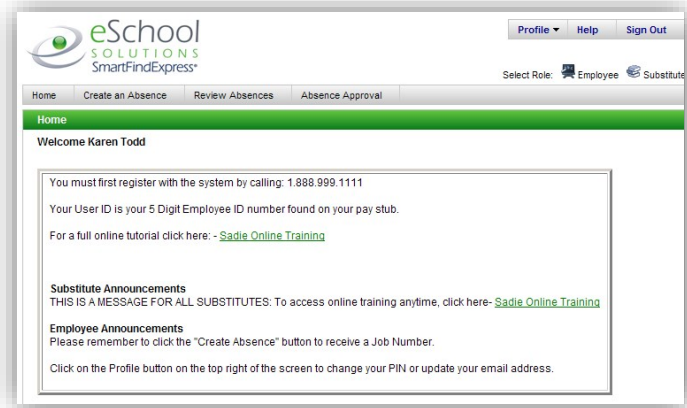 eSchool
SOLUTIONS
SmartFindExpress®
Profile Help Sign Out
Select Role: Employee Substitute
Home Create an Absence Review Absences Absence Approval
Home
Welcome Karen Todd
You must first register with the system by calling: 1.888.999.1111
Your User ID is your 5 Digit Employee ID number found on your pay stub.
For a full online tutorial click here: - Sadie Online Training
Substitute Announcements
THIS IS A MESSAGE FOR ALL SUBSTITUTES: To access online training anytime, click here- Sadie Online Training
Employee Announcements
Please remember to click the "Create Absence" button to receive a Job Number.
Click on the Profile button on the top right of the screen to change your PIN or update your email address.